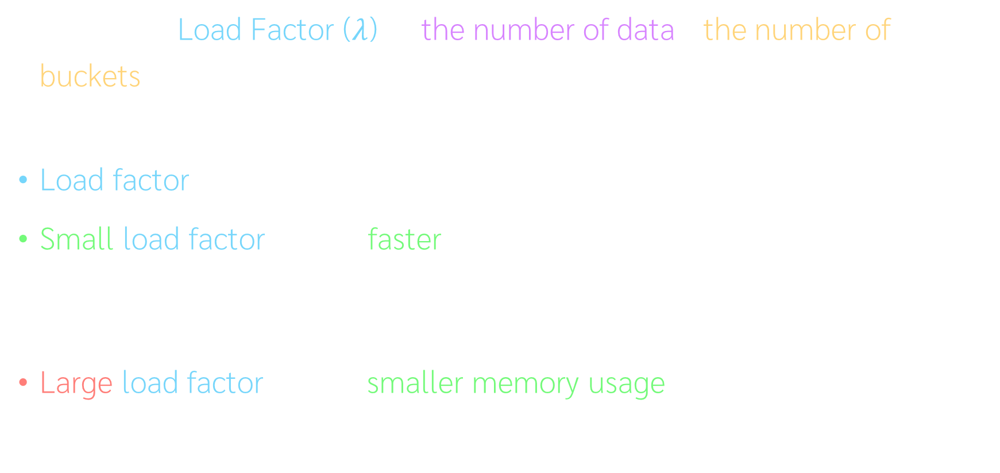 Load Factor (λ) the number of data the number of
buckets
• Load factor
• Small load factor faster
• Large load factor smaller memory usage